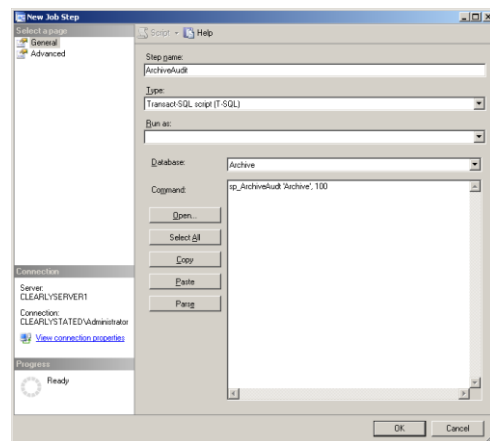 New Job Step
Select a page
General
Advanced
Script
Help
Step name:
ArchiveAudit
Type:
Transact-SQL script (T-SQL)
Run as:
Database:
Archive
Command:
sp_ArchiveAudt 'Archive', 100
Open...
Select All
Copy
Paste
Parse
Connection
Server:
CLEARLYSERVER1
Connection:
CLEARLYSTATED\Administrator
View connection properties
Progress
Ready
OK
Cancel